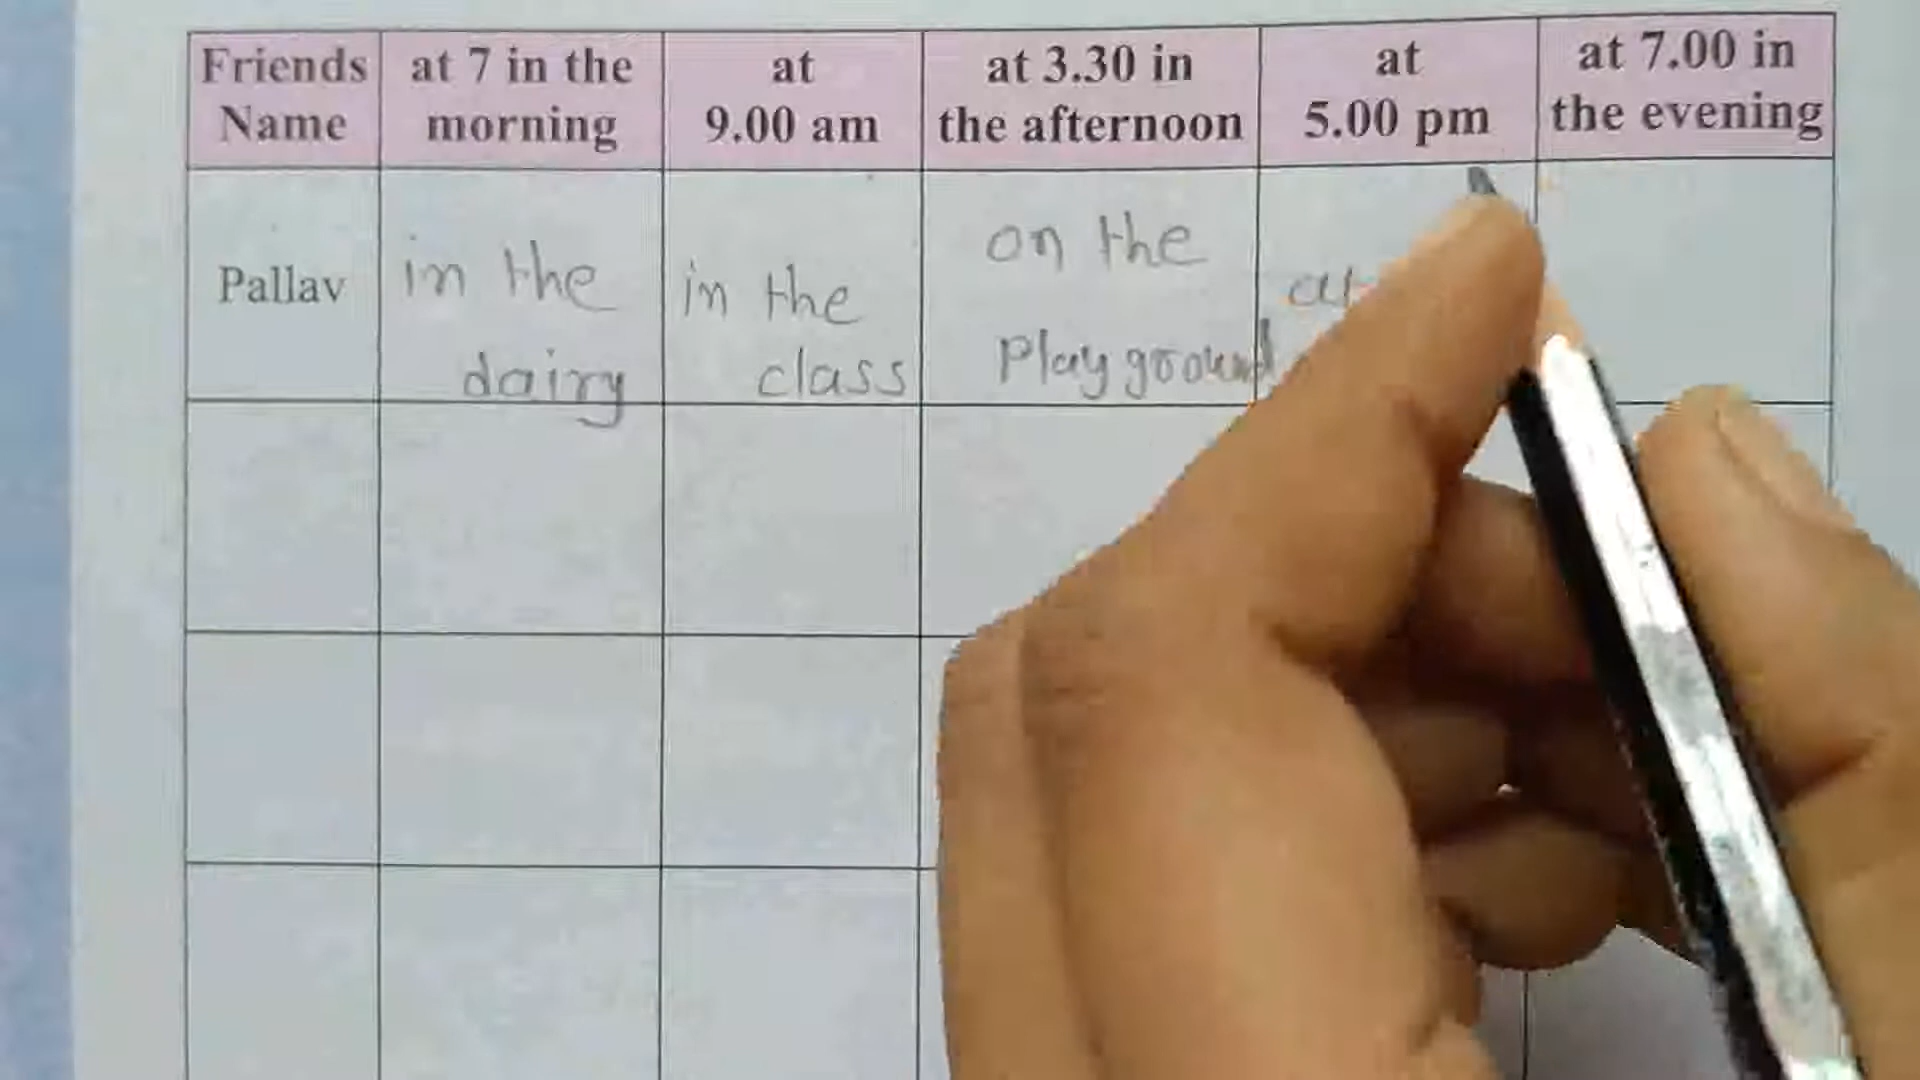 Friends Name
at 7 in the morning
at 9.00 am
at 3.30 in the afternoon
at 5.00 pm
at 7.00 in the evening
Pallav
in the
dairy
in the
class
on the
Play ground
at